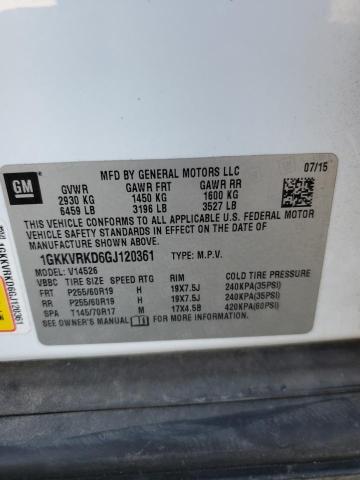 GM
MFD BY GENERAL MOTORS LLC
07/15
GVWR GAWR FRT GAWR RR
2930 KG 1450 KG 1600 KG
6459 LB 3196 LB 3527 LB
THIS VEHICLE CONFORMS TO ALL APPLICABLE U.S. FEDERAL MOTOR
VEHICLE SAFETY AND THEFT PREVENTION STANDARDS IN EFFECT ON
THE DATE OF MANUFACTURE SHOWN ABOVE.
1GKKVRKD6GJ120361 TYPE: M.P.V.
MODEL: V14526
VBBC TIRE SIZE SPEED RTG RIM COLD TIRE PRESSURE
FRT P255/60R19 H 19X7.5J 240KPA(35PSI)
RR P255/60R19 H 19X7.5J 240KPA(35PSI)
SPA T145/70R17 M 17X4.5B 420KPA(60PSI)
SEE OWNER'S MANUAL FOR MORE INFORMATION
1GKKVRKD6GJ120361